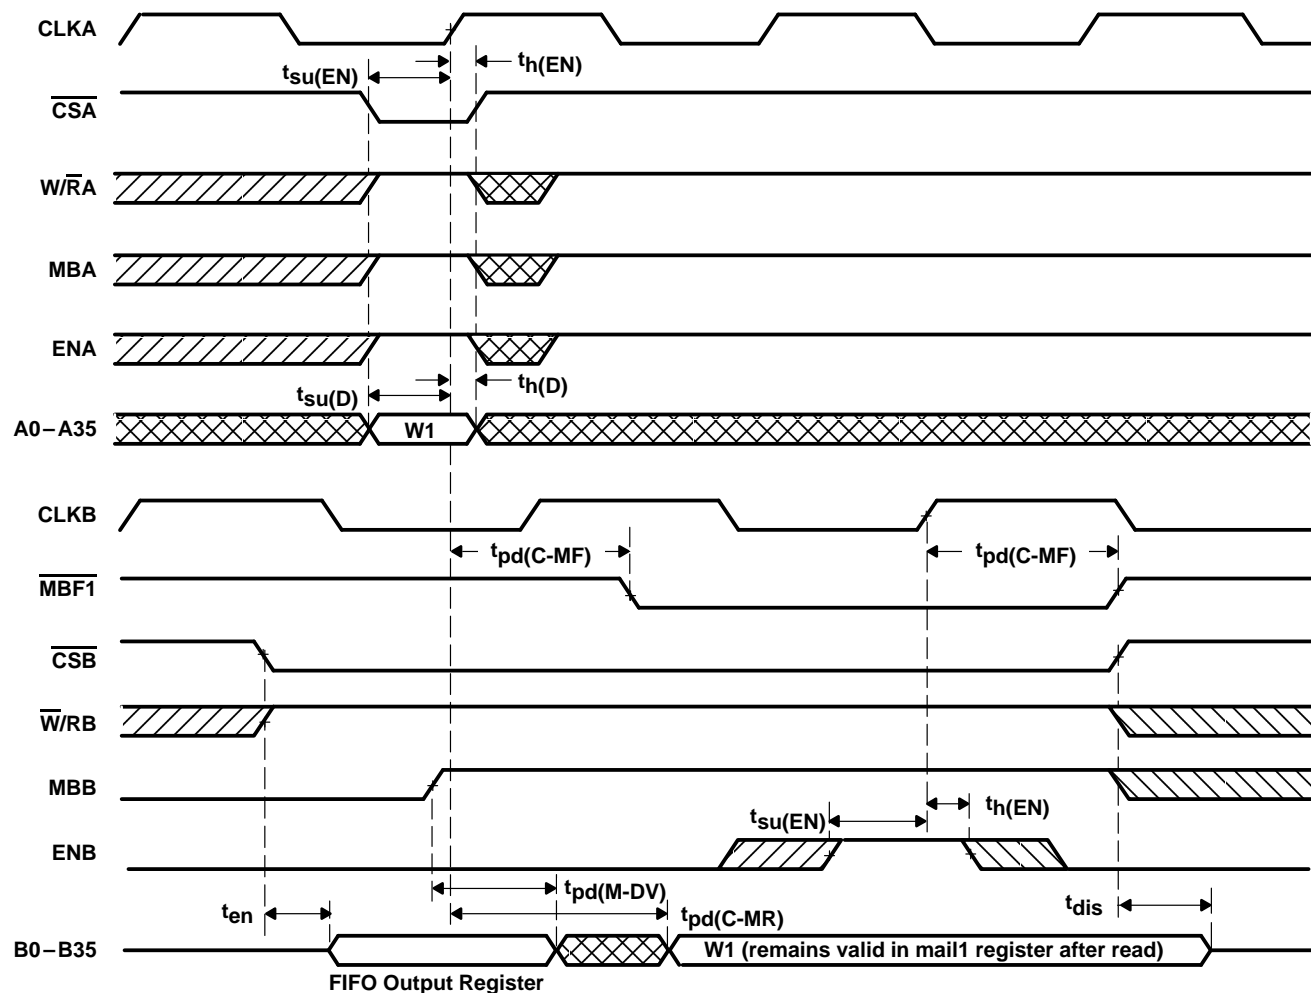 CLKA
tsu(EN)
th(EN)
CSA
W/RA
MBA
ENA
tsu(D)
th(D)
A0–A35
W1
CLKB
tpd(C-MF)
tpd(C-MF)
MBF1
CSB
W/RB
MBB
tsu(EN)
th(EN)
ENB
tpd(M-DV)
ten
tpd(C-MR)
tdis
B0–B35
W1 (remains valid in mail1 register after read)
FIFO Output Register